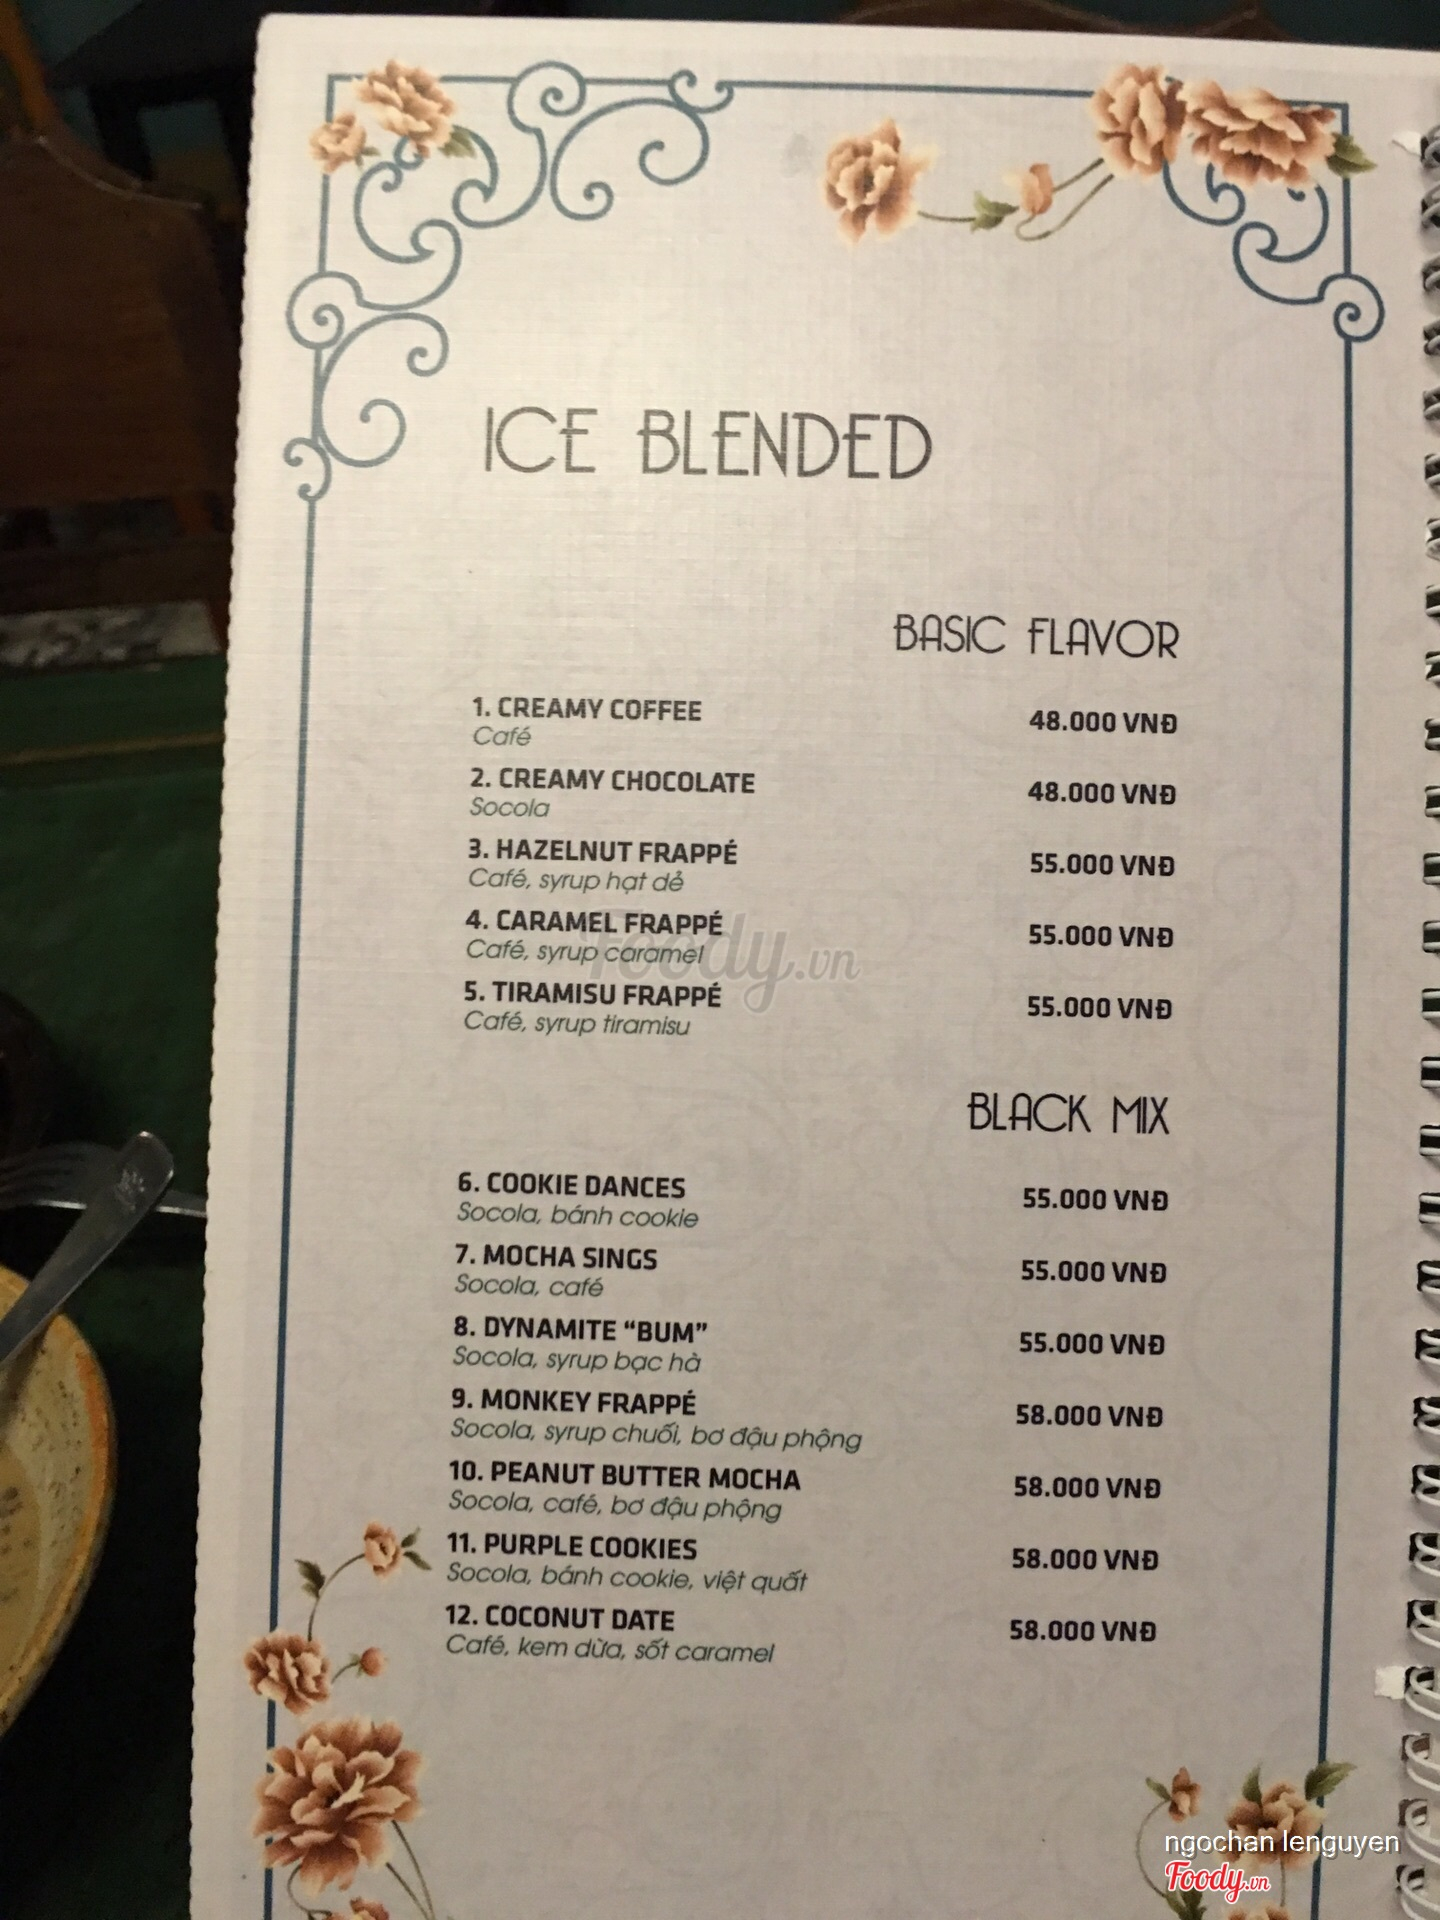 ICE BLENDED
BASIC FLAVOR
1. CREAMY COFFEE 48.000 VNĐ
Café
2. CREAMY CHOCOLATE 48.000 VNĐ
Socola
3. HAZELNUT FRAPPÉ 55.000 VNĐ
Café, syrup hạt dẻ
4. CARAMEL FRAPPÉ 55.000 VNĐ
Café, syrup caramel
Foody.vn
5. TIRAMISU FRAPPÉ 55.000 VNĐ
Café, syrup tiramisu
BLACK MIX
6. COOKIE DANCES 55.000 VNĐ
Socola, bánh cookie
7. MOCHA SINGS 55.000 VNĐ
Socola, café
8. DYNAMITE “BUM” 55.000 VNĐ
Socola, syrup bạc hà
9. MONKEY FRAPPÉ 58.000 VNĐ
Socola, syrup chuối, bơ đậu phộng
10. PEANUT BUTTER MOCHA 58.000 VNĐ
Socola, café, bơ đậu phộng
11. PURPLE COOKIES 58.000 VNĐ
Socola, bánh cookie, việt quất
12. COCONUT DATE 58.000 VNĐ
Café, kem dừa, sốt caramel
ngochan lenguyen
Foody.vn